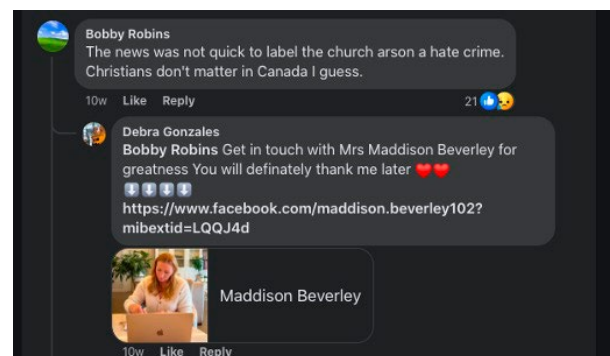 Bobby Robins
The news was not quick to label the church arson a hate crime.
Christians don't matter in Canada I guess.
10w Like Reply 21
Debra Gonzales
Bobby Robins Get in touch with Mrs Maddison Beverley for
greatness You will definately thank me later ❤️❤️
⬇️⬇️⬇️⬇️
https://www.facebook.com/maddison.beverley102?
mibextid=LQQJ4d
Maddison Beverley
10w Like Reply